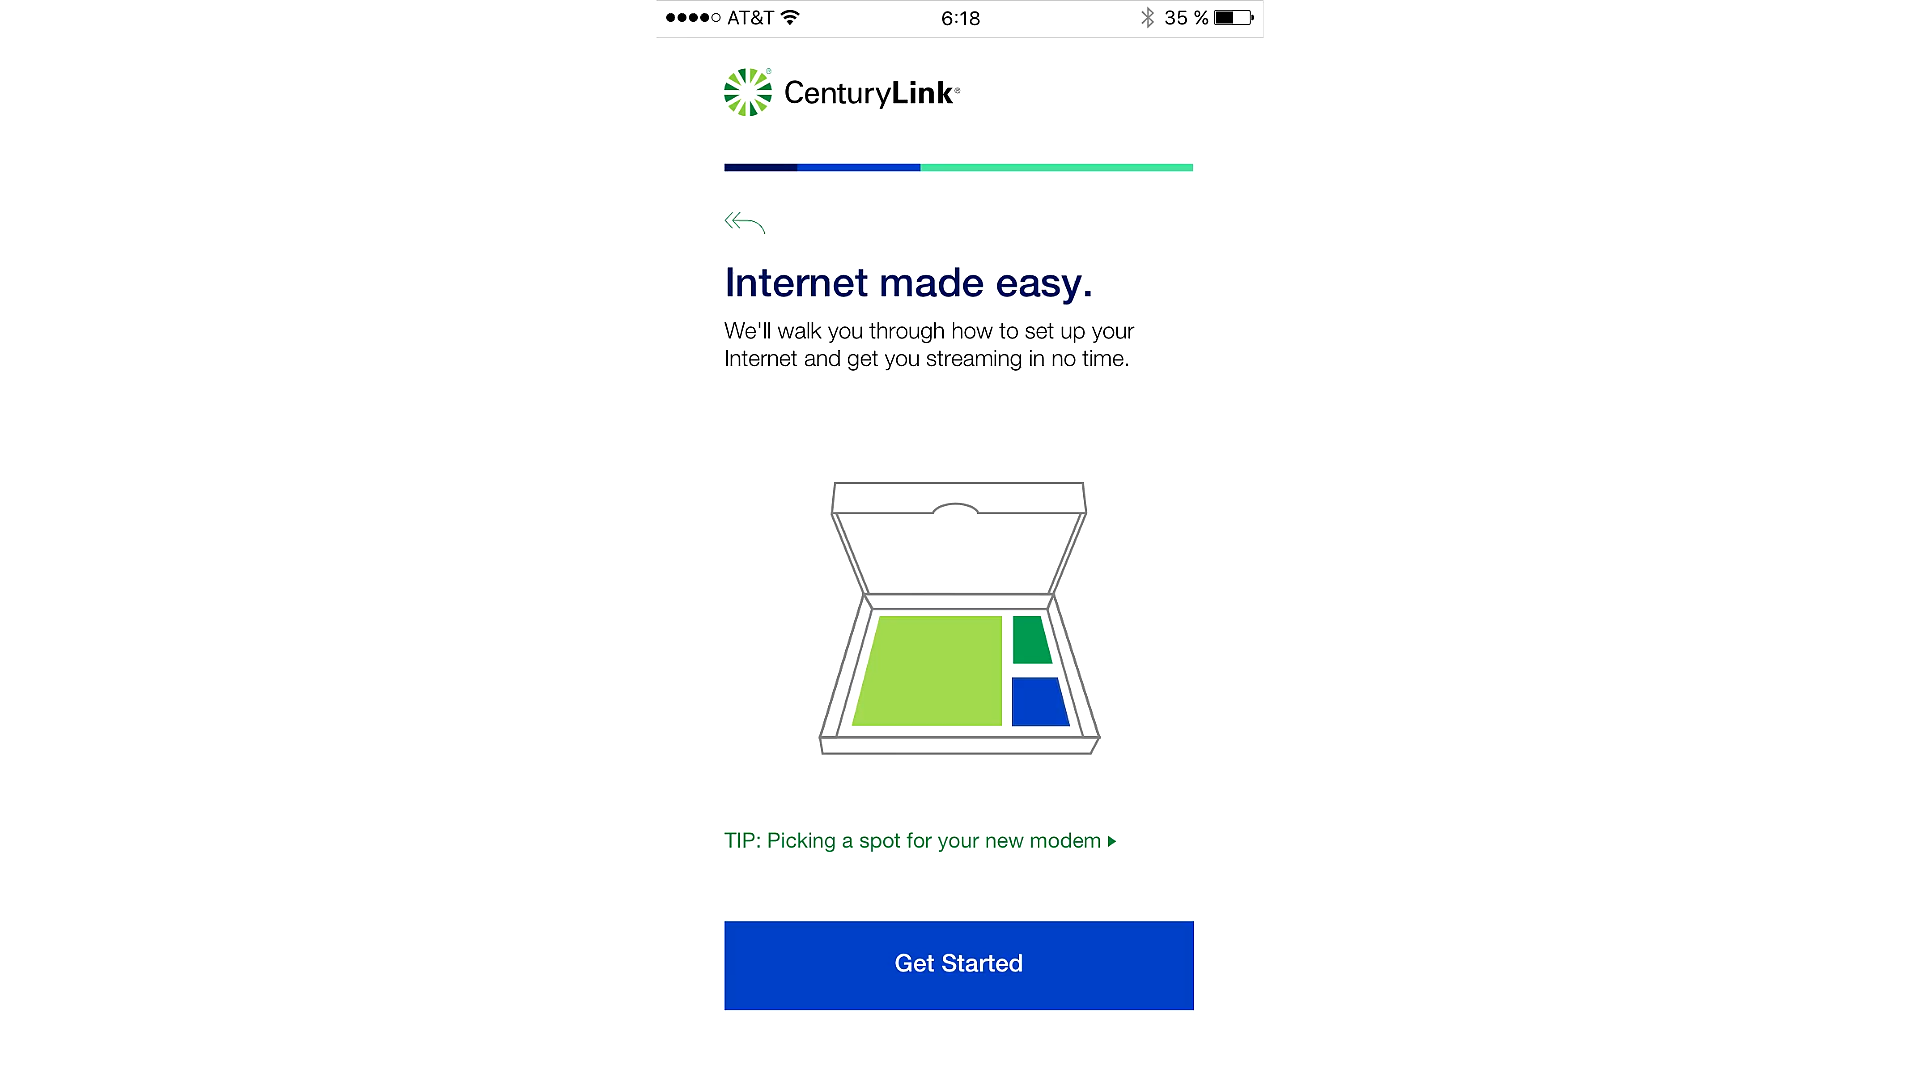 AT&T 6:18 35 %
CenturyLink®
Internet made easy.
We'll walk you through how to set up your
Internet and get you streaming in no time.
TIP: Picking a spot for your new modem
Get Started